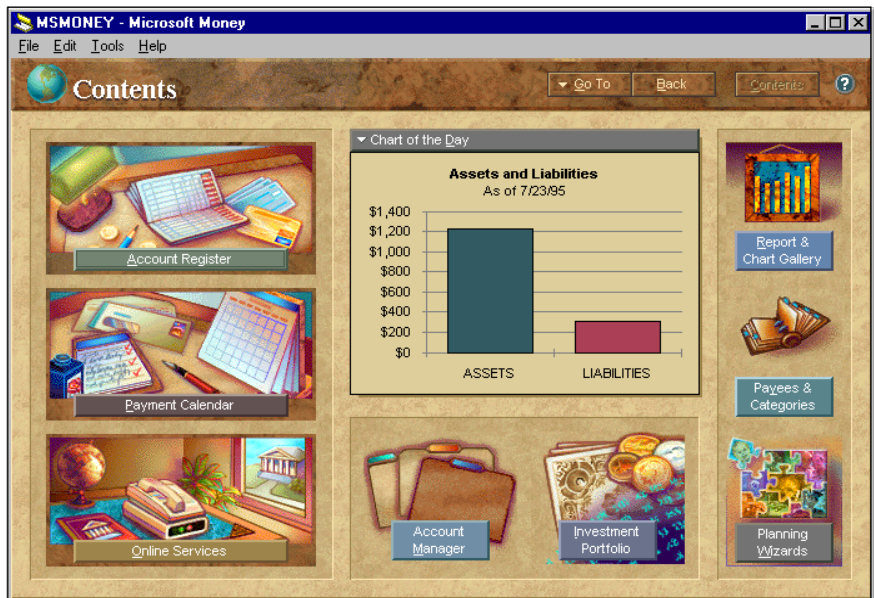 MSMONEY - Microsoft Money
File Edit Tools Help
Contents
Go To
Back
Contents
?
Account Register
Payment Calendar
Online Services
Chart of the Day
Assets and Liabilities
As of 7/23/95
$1,400
$1,200
$1,000
$800
$600
$400
$200
$0
ASSETS
LIABILITIES
Account
Manager
Investment
Portfolio
Report &
Chart Gallery
Payees &
Categories
Planning
Wizards